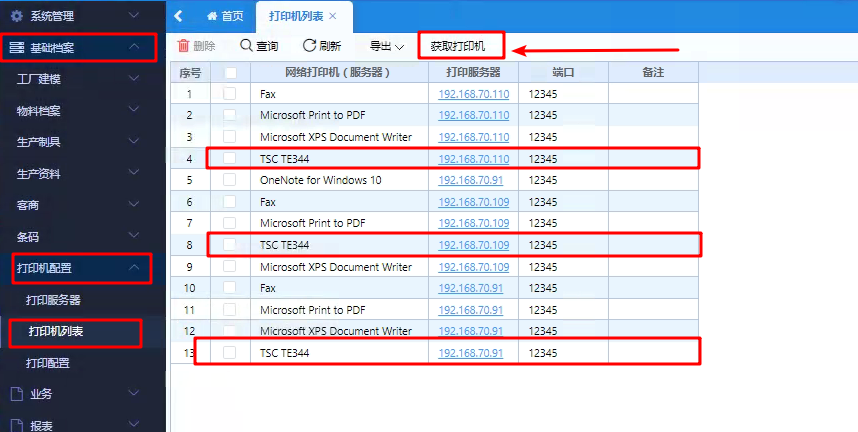 系统管理
基础档案
工厂建模
物料档案
生产制具
生产资料
客商
条码
打印机配置
打印服务器
打印机列表
打印配置
业务
报表
首页 打印机列表 ×
删除 查询 刷新 导出 获取打印机
序号 网络打印机（服务器） 打印服务器 端口 备注
1 Fax 192.168.70.110 12345
2 Microsoft Print to PDF 192.168.70.110 12345
3 Microsoft XPS Document Writer 192.168.70.110 12345
4 TSC TE344 192.168.70.110 12345
5 OneNote for Windows 10 192.168.70.91 12345
6 Fax 192.168.70.109 12345
7 Microsoft Print to PDF 192.168.70.109 12345
8 TSC TE344 192.168.70.109 12345
9 Microsoft XPS Document Writer 192.168.70.109 12345
10 Fax 192.168.70.91 12345
11 Microsoft Print to PDF 192.168.70.91 12345
12 Microsoft XPS Document Writer 192.168.70.91 12345
13 TSC TE344 192.168.70.91 12345